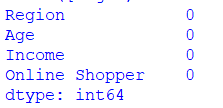 Region 0
Age 0
Income 0
Online Shopper 0
dtype: int64